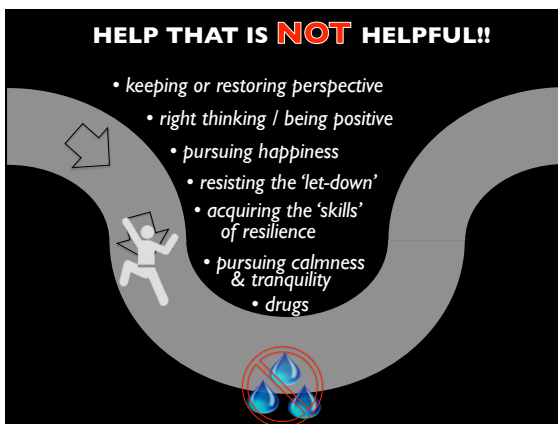 HELP THAT IS NOT HELPFUL!!
• keeping or restoring perspective
• right thinking / being positive
• pursuing happiness
• resisting the ‘let-down’
• acquiring the ‘skills’
of resilience
• pursuing calmness
& tranquility
• drugs